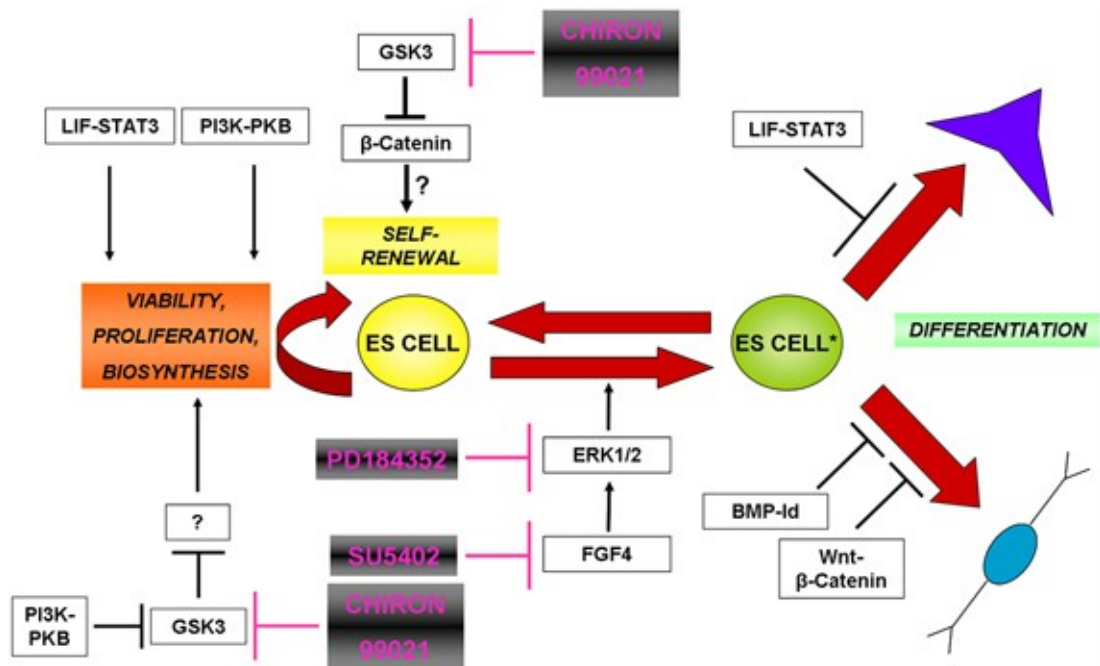 GSK3
CHIRON
99021
LIF-STAT3
PI3K-PKB
β-Catenin
?
LIF-STAT3
SELF-
RENEWAL
VIABILITY,
PROLIFERATION,
BIOSYNTHESIS
ES CELL
ES CELL*
DIFFERENTIATION
PD184352
ERK1/2
?
SU5402
FGF4
BMP-Id
Wnt-
β-Catenin
PI3K-
PKB
GSK3
CHIRON
99021